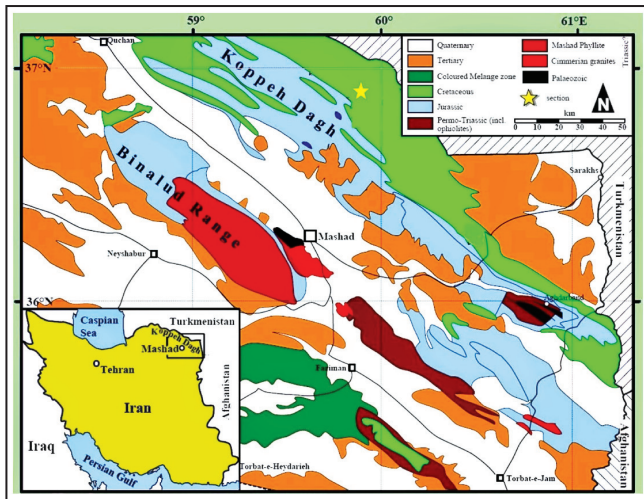 59°
60°
61°E
Quchan
37°N
Koppeh Dagh
Quaternary
Tertiary
Coloured Melange zone
Cretaceous
Jurassic
Permo-Triassic (incl.
ophiolites)
Mashad Phyllite
Cimmerian granites
Palaeozoic
section
N
km
0 10 20 30 40 50
Triassic
Binalud Range
Sarakhs
Turkmenistan
Mashad
Neyshabur
36°N
Aghdarband
Fariman
Afghanistan
Torbat-e-Heydarieh
Torbat-e-Jam
Caspian
Sea
Turkmenistan
Koppeh Dagh
Mashad
Tehran
Iran
Afghanistan
Iraq
Persian Gulf